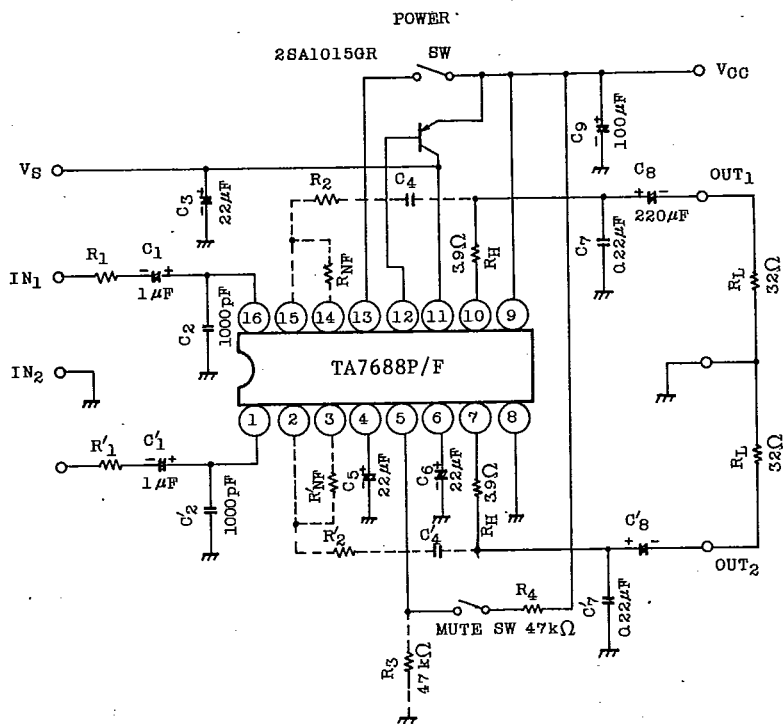 POWER
2SA1015GR SW
VCC
C9
100μF
VS
C3
22μF
R2
C4
C8
220μF
OUT1
RNF
3.9Ω
RH
C7
0.22μF
RL
32Ω
IN1
R1
C1
1μF
C2
1000pF
16
15
14
13
12
11
10
9
TA7688P/F
IN2
1
2
3
4
5
6
7
8
R'1
C'1
1μF
C'2
1000pF
R'NF
C5
22μF
C6
22μF
3.9Ω
RH
RL
32Ω
R'2
C'4
C'8
OUT2
R4
MUTE SW 47kΩ
C'7
0.22μF
R3
47kΩ